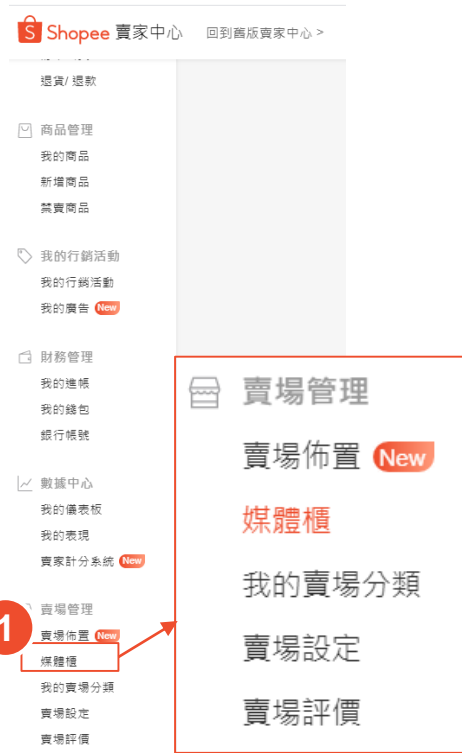 Shopee 賣家中心 回到舊版賣家中心 >
退貨/ 退款
商品管理
我的商品
新增商品
禁賣商品
我的行銷活動
我的行銷活動
我的廣告 New
財務管理
我的進帳
我的錢包
銀行帳號
數據中心
我的儀表板
我的表現
賣家計分系統 New
賣場管理
賣場佈置 New
媒體櫃
我的賣場分類
賣場設定
賣場評價
1
賣場管理
賣場佈置 New
媒體櫃
我的賣場分類
賣場設定
賣場評價